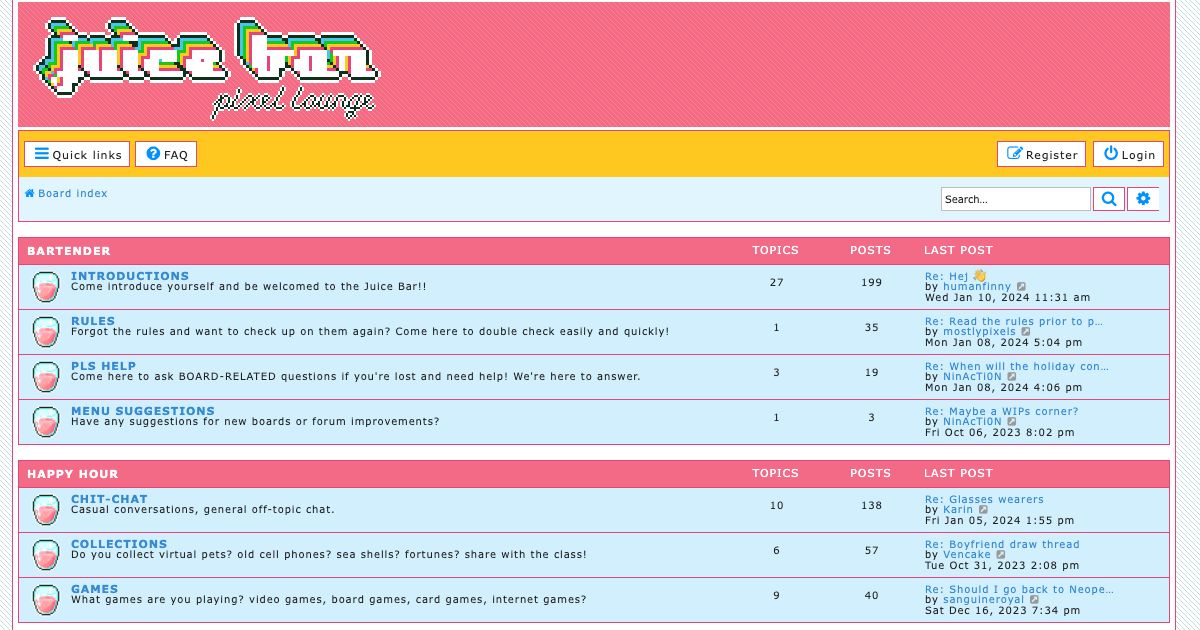 juice bar
pixel lounge
Quick links FAQ Register Login
Board index Search...
BARTENDER TOPICS POSTS LAST POST
INTRODUCTIONS
Come introduce yourself and be welcomed to the Juice Bar!!
27 199
Re: Hej 👋
by humanfinny
Wed Jan 10, 2024 11:31 am
RULES
Forgot the rules and want to check up on them again? Come here to double check easily and quickly!
1 35
Re: Read the rules prior to p...
by mostlypixels
Mon Jan 08, 2024 5:04 pm
PLS HELP
Come here to ask BOARD-RELATED questions if you're lost and need help! We're here to answer.
3 19
Re: When will the holiday con...
by NinAcTi0N
Mon Jan 08, 2024 4:06 pm
MENU SUGGESTIONS
Have any suggestions for new boards or forum improvements?
1 3
Re: Maybe a WIPs corner?
by NinAcTi0N
Fri Oct 06, 2023 8:02 pm
HAPPY HOUR TOPICS POSTS LAST POST
CHIT-CHAT
Casual conversations, general off-topic chat.
10 138
Re: Glasses wearers
by Karin
Fri Jan 05, 2024 1:55 pm
COLLECTIONS
Do you collect virtual pets? old cell phones? sea shells? fortunes? share with the class!
6 57
Re: Boyfriend draw thread
by Vencake
Tue Oct 31, 2023 2:08 pm
GAMES
What games are you playing? video games, board games, card games, internet games?
9 40
Re: Should I go back to Neope...
by sanguineroyal
Sat Dec 16, 2023 7:34 pm